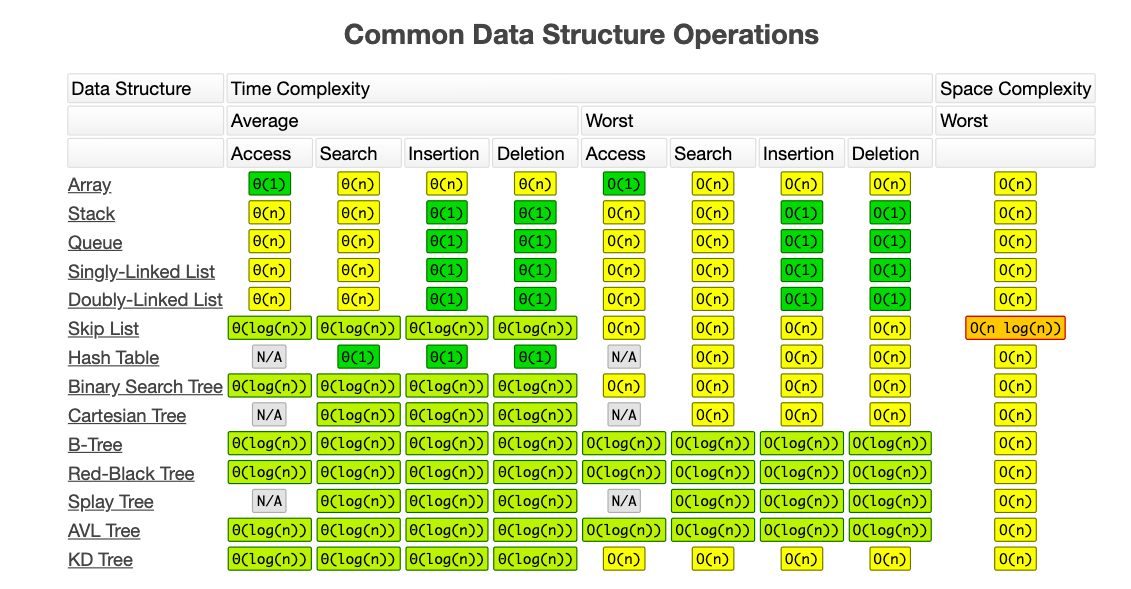 Common Data Structure Operations
Data Structure Time Complexity Space Complexity
Average Worst Worst
Access Search Insertion Deletion Access Search Insertion Deletion
Array Θ(1) Θ(n) Θ(n) Θ(n) O(1) O(n) O(n) O(n) O(n)
Stack Θ(n) Θ(n) Θ(1) Θ(1) O(n) O(n) O(1) O(1) O(n)
Queue Θ(n) Θ(n) Θ(1) Θ(1) O(n) O(n) O(1) O(1) O(n)
Singly-Linked List Θ(n) Θ(n) Θ(1) Θ(1) O(n) O(n) O(1) O(1) O(n)
Doubly-Linked List Θ(n) Θ(n) Θ(1) Θ(1) O(n) O(n) O(1) O(1) O(n)
Skip List Θ(log(n)) Θ(log(n)) Θ(log(n)) Θ(log(n)) O(n) O(n) O(n) O(n) O(n log(n))
Hash Table N/A Θ(1) Θ(1) Θ(1) N/A O(n) O(n) O(n) O(n)
Binary Search Tree Θ(log(n)) Θ(log(n)) Θ(log(n)) Θ(log(n)) O(n) O(n) O(n) O(n) O(n)
Cartesian Tree N/A Θ(log(n)) Θ(log(n)) Θ(log(n)) N/A O(n) O(n) O(n) O(n)
B-Tree Θ(log(n)) Θ(log(n)) Θ(log(n)) Θ(log(n)) O(log(n)) O(log(n)) O(log(n)) O(log(n)) O(n)
Red-Black Tree Θ(log(n)) Θ(log(n)) Θ(log(n)) Θ(log(n)) O(log(n)) O(log(n)) O(log(n)) O(log(n)) O(n)
Splay Tree N/A Θ(log(n)) Θ(log(n)) Θ(log(n)) N/A O(log(n)) O(log(n)) O(log(n)) O(n)
AVL Tree Θ(log(n)) Θ(log(n)) Θ(log(n)) Θ(log(n)) O(log(n)) O(log(n)) O(log(n)) O(log(n)) O(n)
KD Tree Θ(log(n)) Θ(log(n)) Θ(log(n)) Θ(log(n)) O(n) O(n) O(n) O(n) O(n)